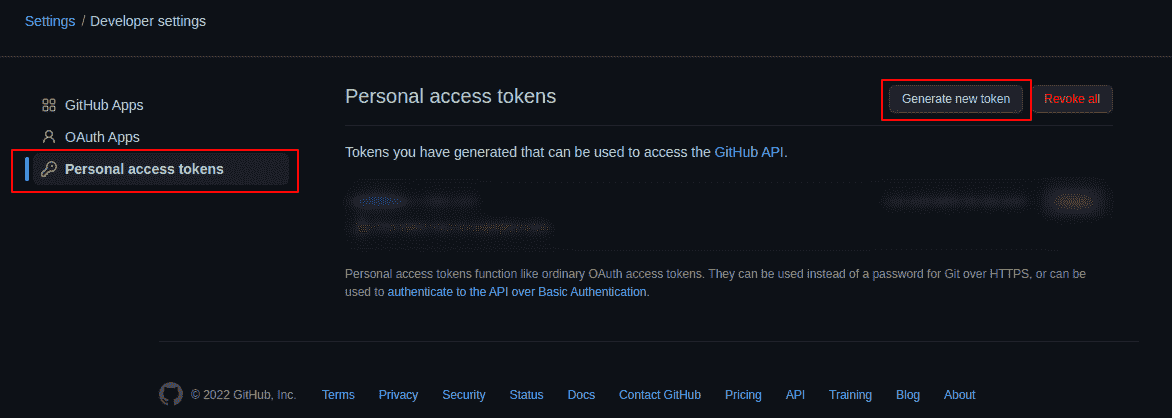 Settings / Developer settings
GitHub Apps
OAuth Apps
Personal access tokens
Personal access tokens
Generate new token
Revoke all
Tokens you have generated that can be used to access the GitHub API.
Personal access tokens function like ordinary OAuth access tokens. They can be used instead of a password for Git over HTTPS, or can be
used to authenticate to the API over Basic Authentication.
© 2022 GitHub, Inc. Terms Privacy Security Status Docs Contact GitHub Pricing API Training Blog About